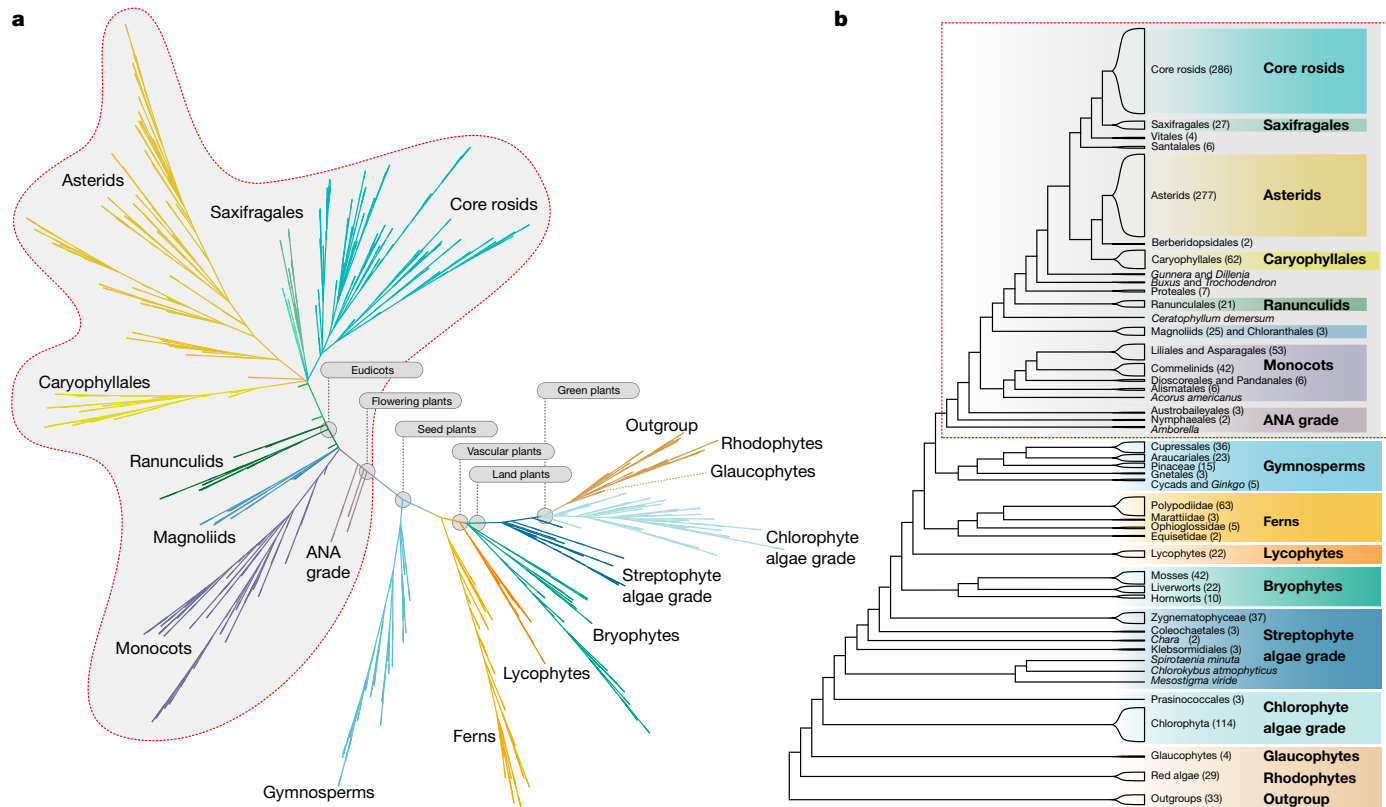 a
Asterids
Saxifragales
Core rosids
Caryophyllales
Eudicots
Flowering plants
Green plants
Seed plants
Vascular plants
Land plants
Outgroup
Rhodophytes
Glaucophytes
Ranunculids
Magnoliids
ANA
grade
Chlorophyte
algae grade
Streptophyte
algae grade
Bryophytes
Monocots
Lycophytes
Ferns
Gymnosperms
b
Core rosids (286) Core rosids
Saxifragales (27) Saxifragales
Vitales (4)
Santalales (6)
Asterids (277) Asterids
Berberidopsidales (2)
Caryophyllales (62) Caryophyllales
Gunnera and Dillenia
Buxus and Trochodendron
Proteales (7)
Ranunculales (21) Ranunculids
Ceratophyllum demersum
Magnoliids (25) and Chloranthales (3)
Liliales and Asparagales (53)
Monocots
Commelinids (42)
Dioscoreales and Pandanales (6)
Alismatales (6)
Acorus americanus
Austrobaileyales (3)
Nymphaeales (2) ANA grade
Amborella
Cupressales (36)
Araucariales (23)
Pinaceae (15) Gymnosperms
Gnetales (3)
Cycads and Ginkgo (5)
Polypodiidae (63)
Marattiidae (3) Ferns
Ophioglossidae (5)
Equisetidae (2)
Lycophytes (22) Lycophytes
Mosses (42)
Liverworts (22) Bryophytes
Hornworts (10)
Zygnematophyceae (37)
Coleochaetales (3) Streptophyte
Chara (2)
Klebsormidiales (3) algae grade
Spirotaenia minuta
Chlorokybus atmophyticus
Mesostigma viride
Prasinococcales (3) Chlorophyte
Chlorophyta (114) algae grade
Glaucophytes (4) Glaucophytes
Red algae (29) Rhodophytes
Outgroups (33) Outgroup